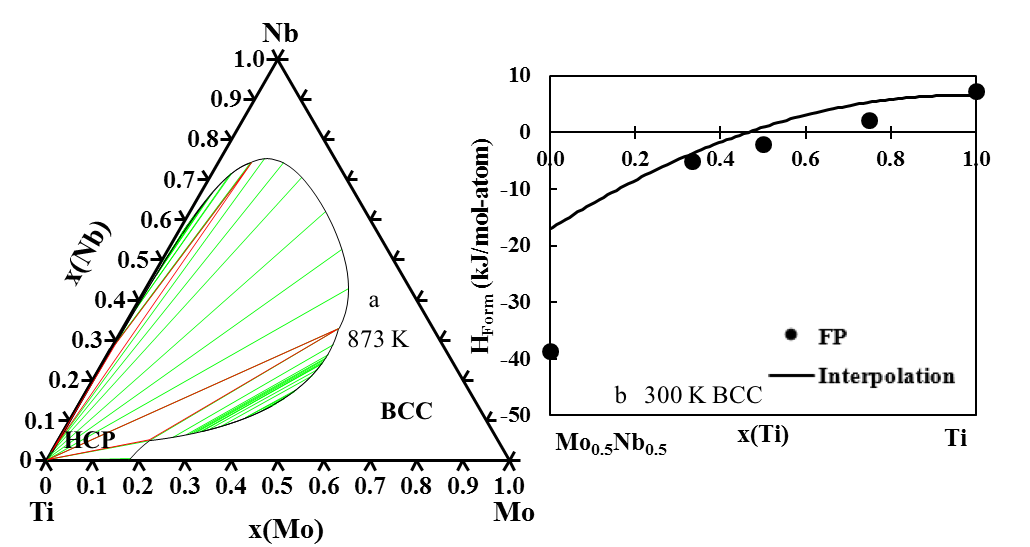 Nb
1.0
0.9
0.8
0.7
0.6
0.5
0.4
0.3
0.2
0.1
0
x(Nb)
a
873 K
BCC
HCP
0 0.1 0.2 0.3 0.4 0.5 0.6 0.7 0.8 0.9 1.0
Ti Mo
x(Mo)
10
0
-10
-20
-30
-40
-50
0.0 0.2 0.4 0.6 0.8 1.0
H_Form (kJ/mol-atom)
FP
Interpolation
b 300 K BCC
Mo0.5Nb0.5 x(Ti) Ti